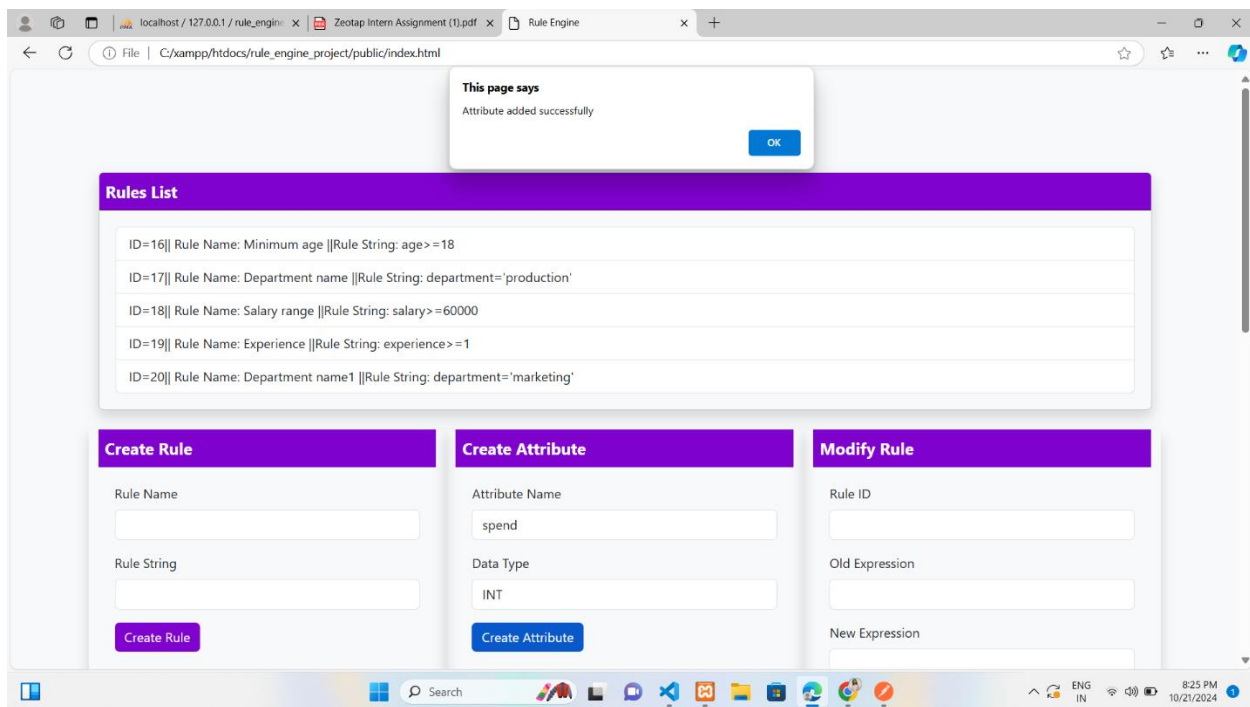 localhost / 127.0.0.1 / rule_engine
Zeotap Intern Assignment (1).pdf
Rule Engine
File | C:/xampp/htdocs/rule_engine_project/public/index.html
This page says
Attribute added successfully
OK
Rules List
ID=16|| Rule Name: Minimum age ||Rule String: age>=18
ID=17|| Rule Name: Department name ||Rule String: department='production'
ID=18|| Rule Name: Salary range ||Rule String: salary>=60000
ID=19|| Rule Name: Experience ||Rule String: experience>=1
ID=20|| Rule Name: Department name1 ||Rule String: department='marketing'
Create Rule
Rule Name
Rule String
Create Rule
Create Attribute
Attribute Name
spend
Data Type
INT
Create Attribute
Modify Rule
Rule ID
Old Expression
New Expression
Search
ENG
IN
8:25 PM
10/21/2024
1